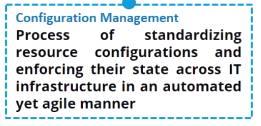 Configuration Management
Process of standardizing
resource configurations and
enforcing their state across IT
infrastructure in an automated
yet agile manner